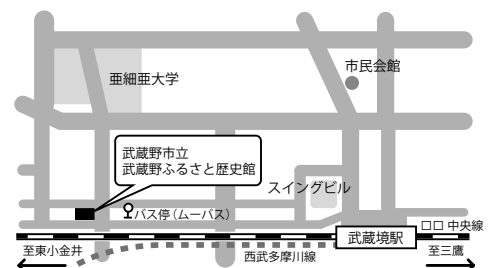 市民会館
亜細亜大学
武蔵野市立
武蔵野ふるさと歴史館
スイングビル
バス停（ムーバス）
中央線
武蔵境駅
至東小金井
西武多摩川線
至三鷹